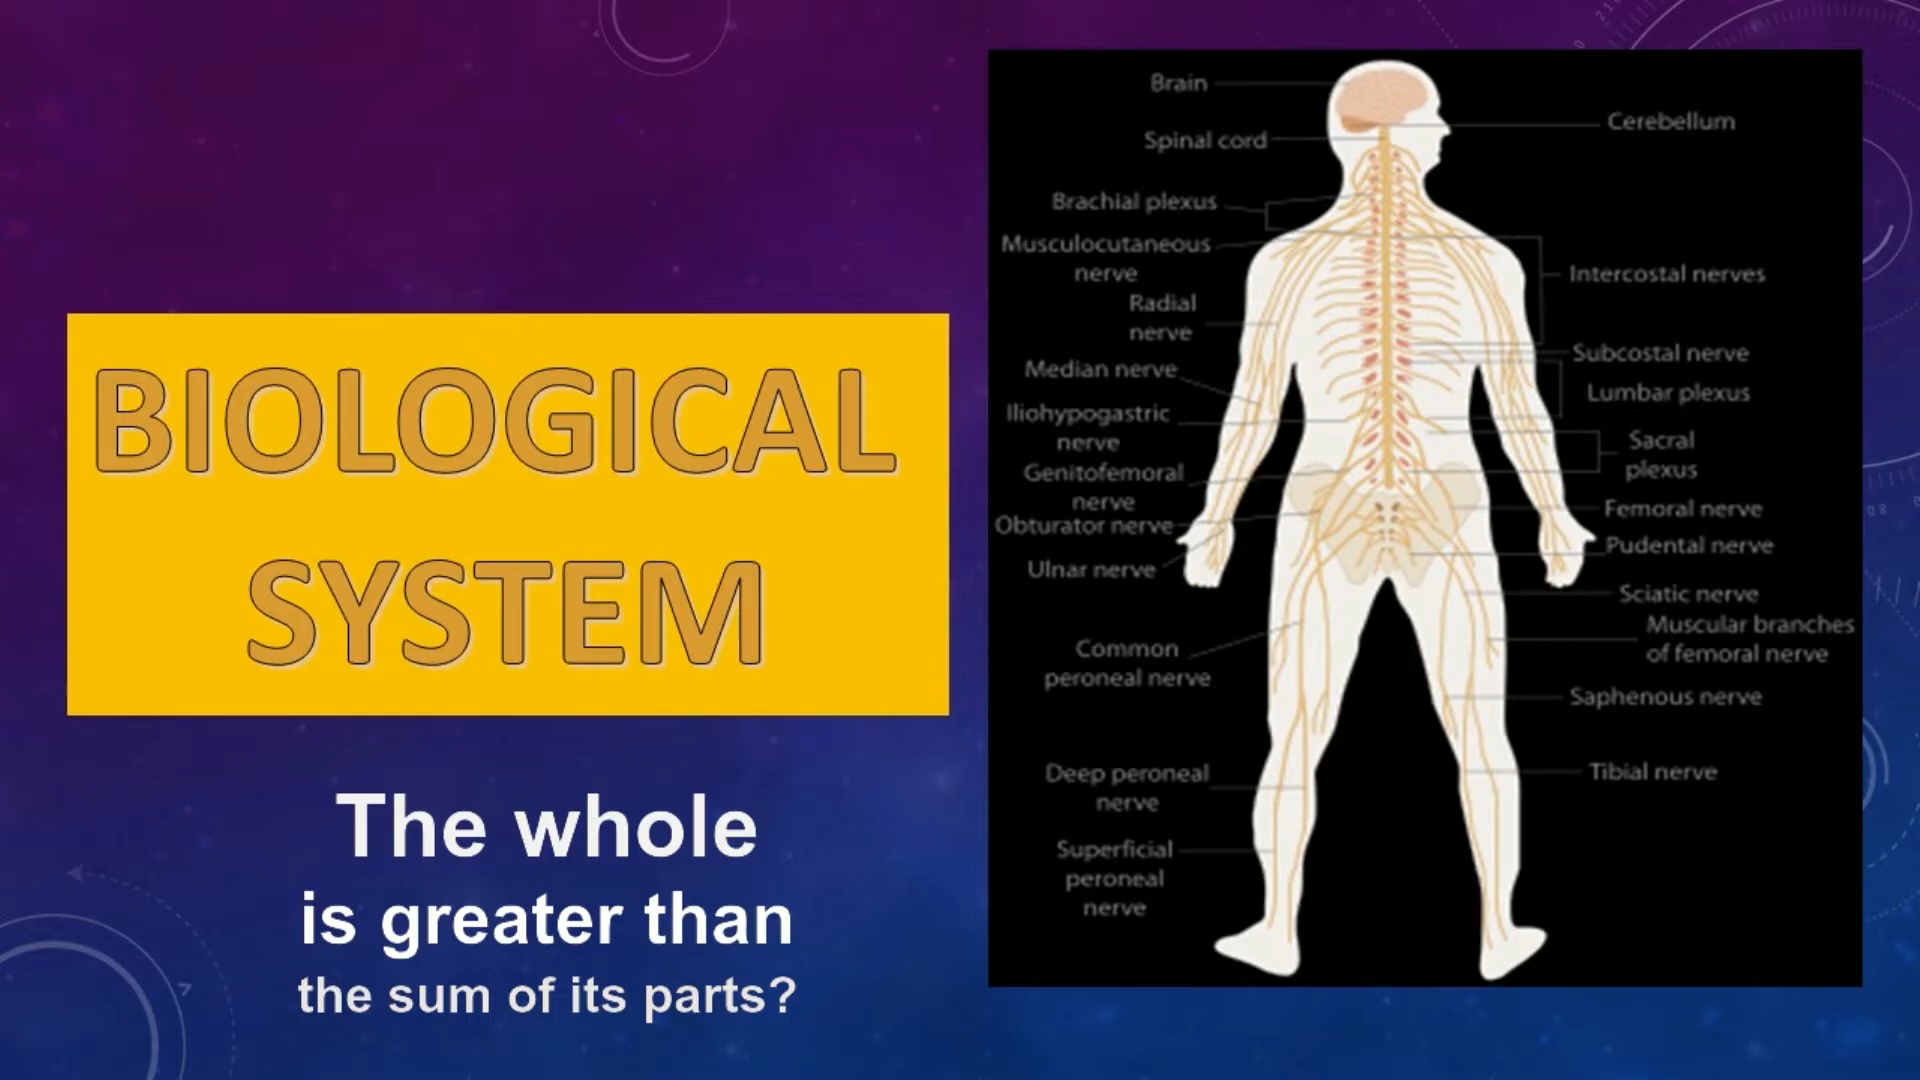 BIOLOGICAL
SYSTEM
The whole
is greater than
the sum of its parts?
Brain
Spinal cord
Brachial plexus
Musculocutaneous
nerve
Radial
nerve
Median nerve
Iliohypogastric
nerve
Genitofemoral
nerve
Obturator nerve
Ulnar nerve
Common
peroneal nerve
Deep peroneal
nerve
Superficial
peroneal
nerve
Cerebellum
Intercostal nerves
Subcostal nerve
Lumbar plexus
Sacral
plexus
Femoral nerve
Pudental nerve
Sciatic nerve
Muscular branches
of femoral nerve
Saphenous nerve
Tibial nerve